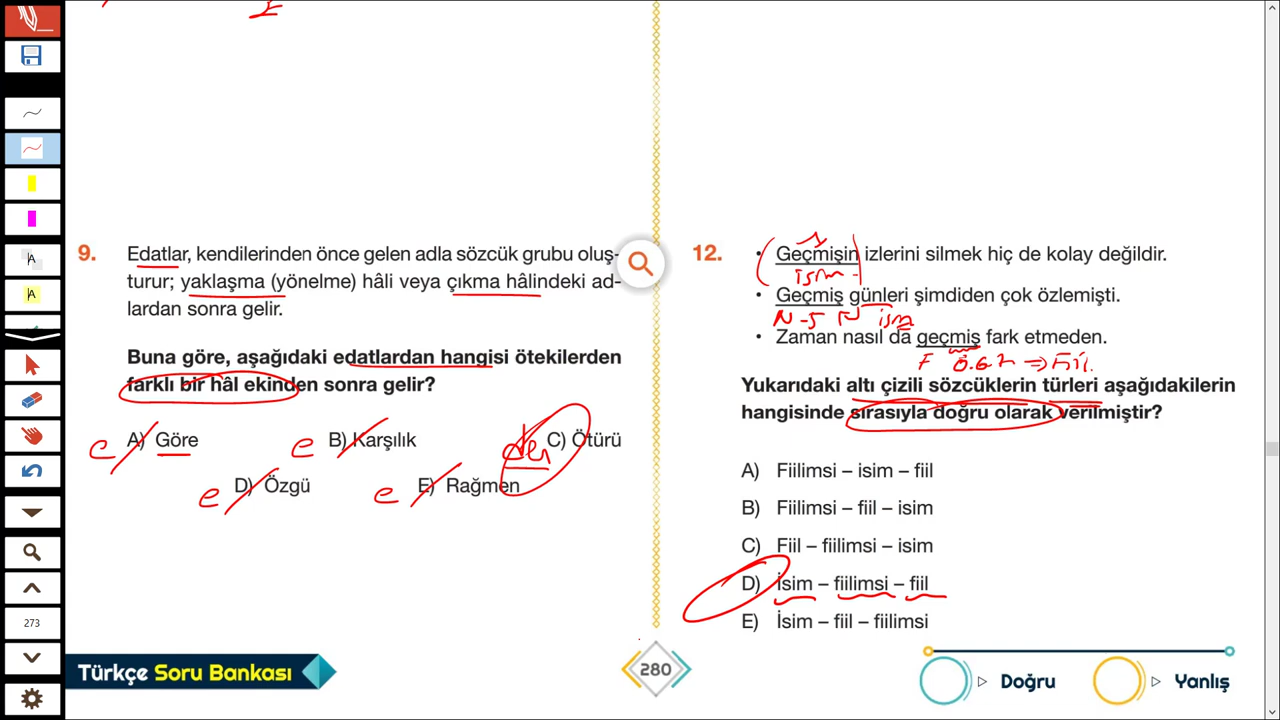 9.
Edatlar, kendilerinden önce gelen adla sözcük grubu oluş-
turur; yaklaşma (yönelme) hâli veya çıkma hâlindeki ad-
lardan sonra gelir.
Buna göre, aşağıdaki edatlardan hangisi ötekilerden
farklı bir hâl ekinden sonra gelir?
e A) Göre
e B) Karşılık
den C) Ötürü
e D) Özgü
e E) Rağmen
12.
• Geçmişin izlerini silmek hiç de kolay değildir.
isim
• Geçmiş günleri şimdiden çok özlemişti.
isim
• Zaman nasıl da geçmiş fark etmeden.
F ⇒ Fiil.
Yukarıdaki altı çizili sözcüklerin türleri aşağıdakilerin
hangisinde sırasıyla doğru olarak verilmiştir?
A) Fiilimsi – isim – fiil
B) Fiilimsi – fiil – isim
C) Fiil – fiilimsi – isim
D) İsim – fiilimsi – fiil
E) İsim – fiil – fiilimsi
A
A
273
Türkçe Soru Bankası
280
Doğru
Yanlış